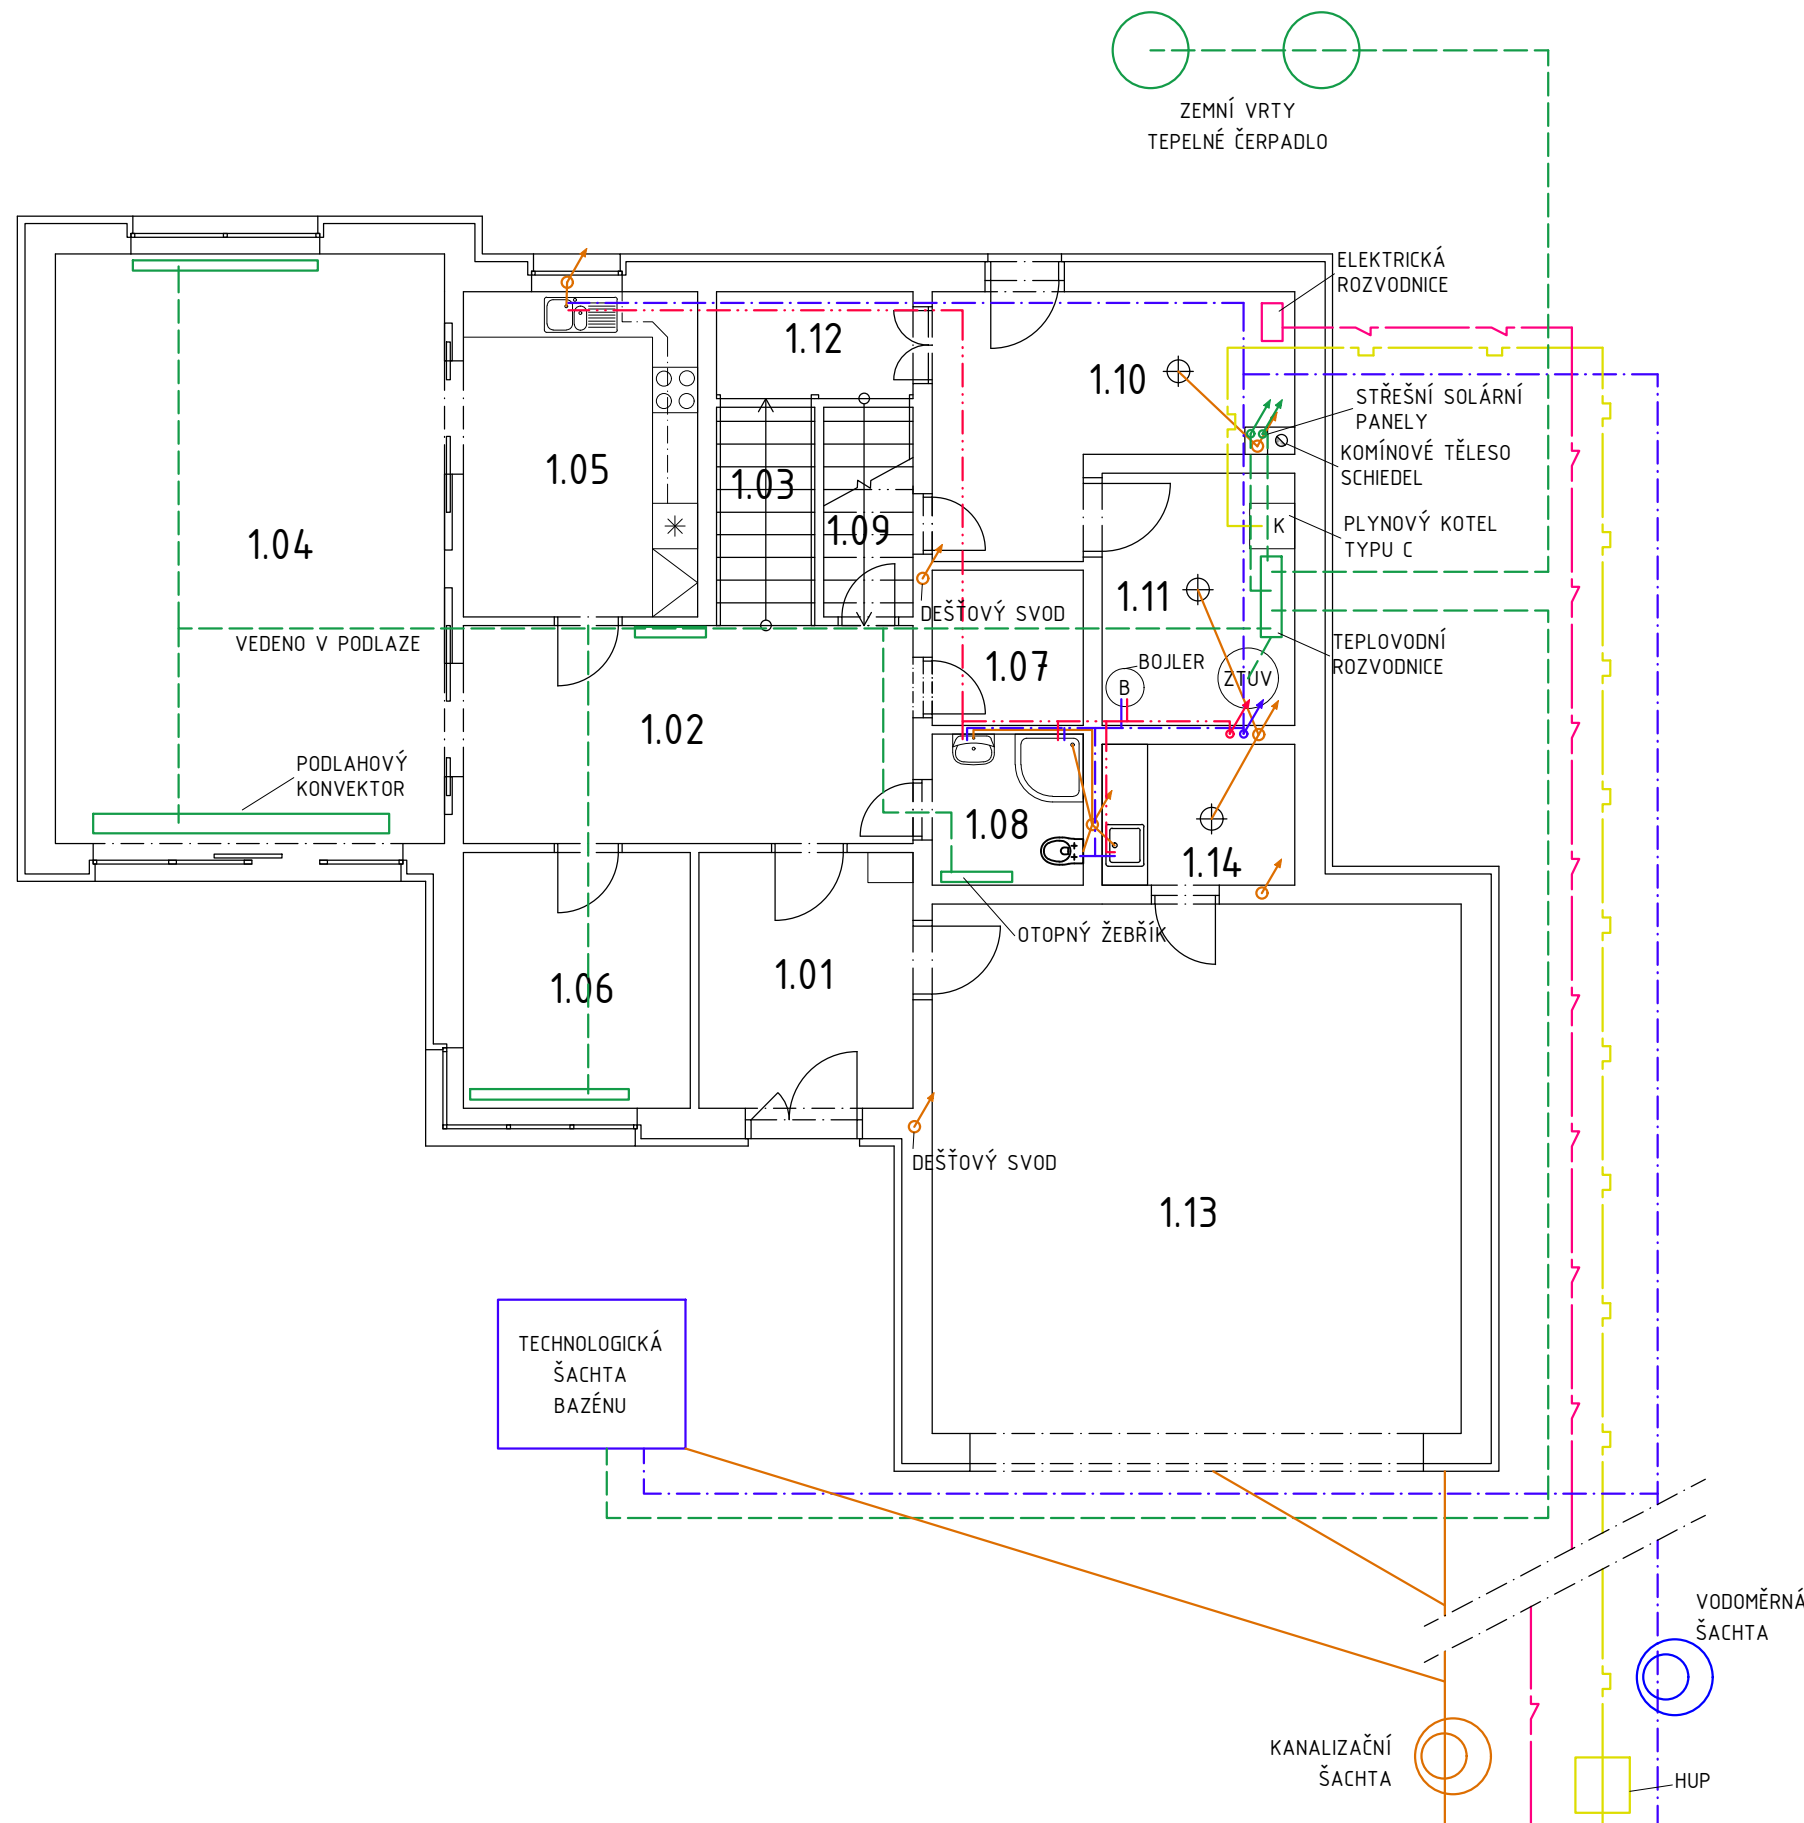 ZEMNÍ VRTY
TEPELNÉ ČERPADLO
ELEKTRICKÁ
ROZVODNICE
1.12
1.10
STŘEŠNÍ SOLÁRNÍ
PANELY
KOMÍNOVÉ TĚLESO
SCHIEDEL
1.05
1.03
1.09
1.04
K
PLYNOVÝ KOTEL
TYPU C
1.11
DEŠŤOVÝ SVOD
VEDENO V PODLAZE
TEPLOVODNÍ
ROZVODNICE
1.07
BOJLER
B
ZTUV
1.02
PODLAHOVÝ
KONVEKTOR
1.08
1.14
OTOPNÝ ŽEBŘÍK
1.06
1.01
DEŠŤOVÝ SVOD
1.13
TECHNOLOGICKÁ
ŠACHTA
BAZÉNU
VODOMĚRNÁ
ŠACHTA
KANALIZAČNÍ
ŠACHTA
HUP